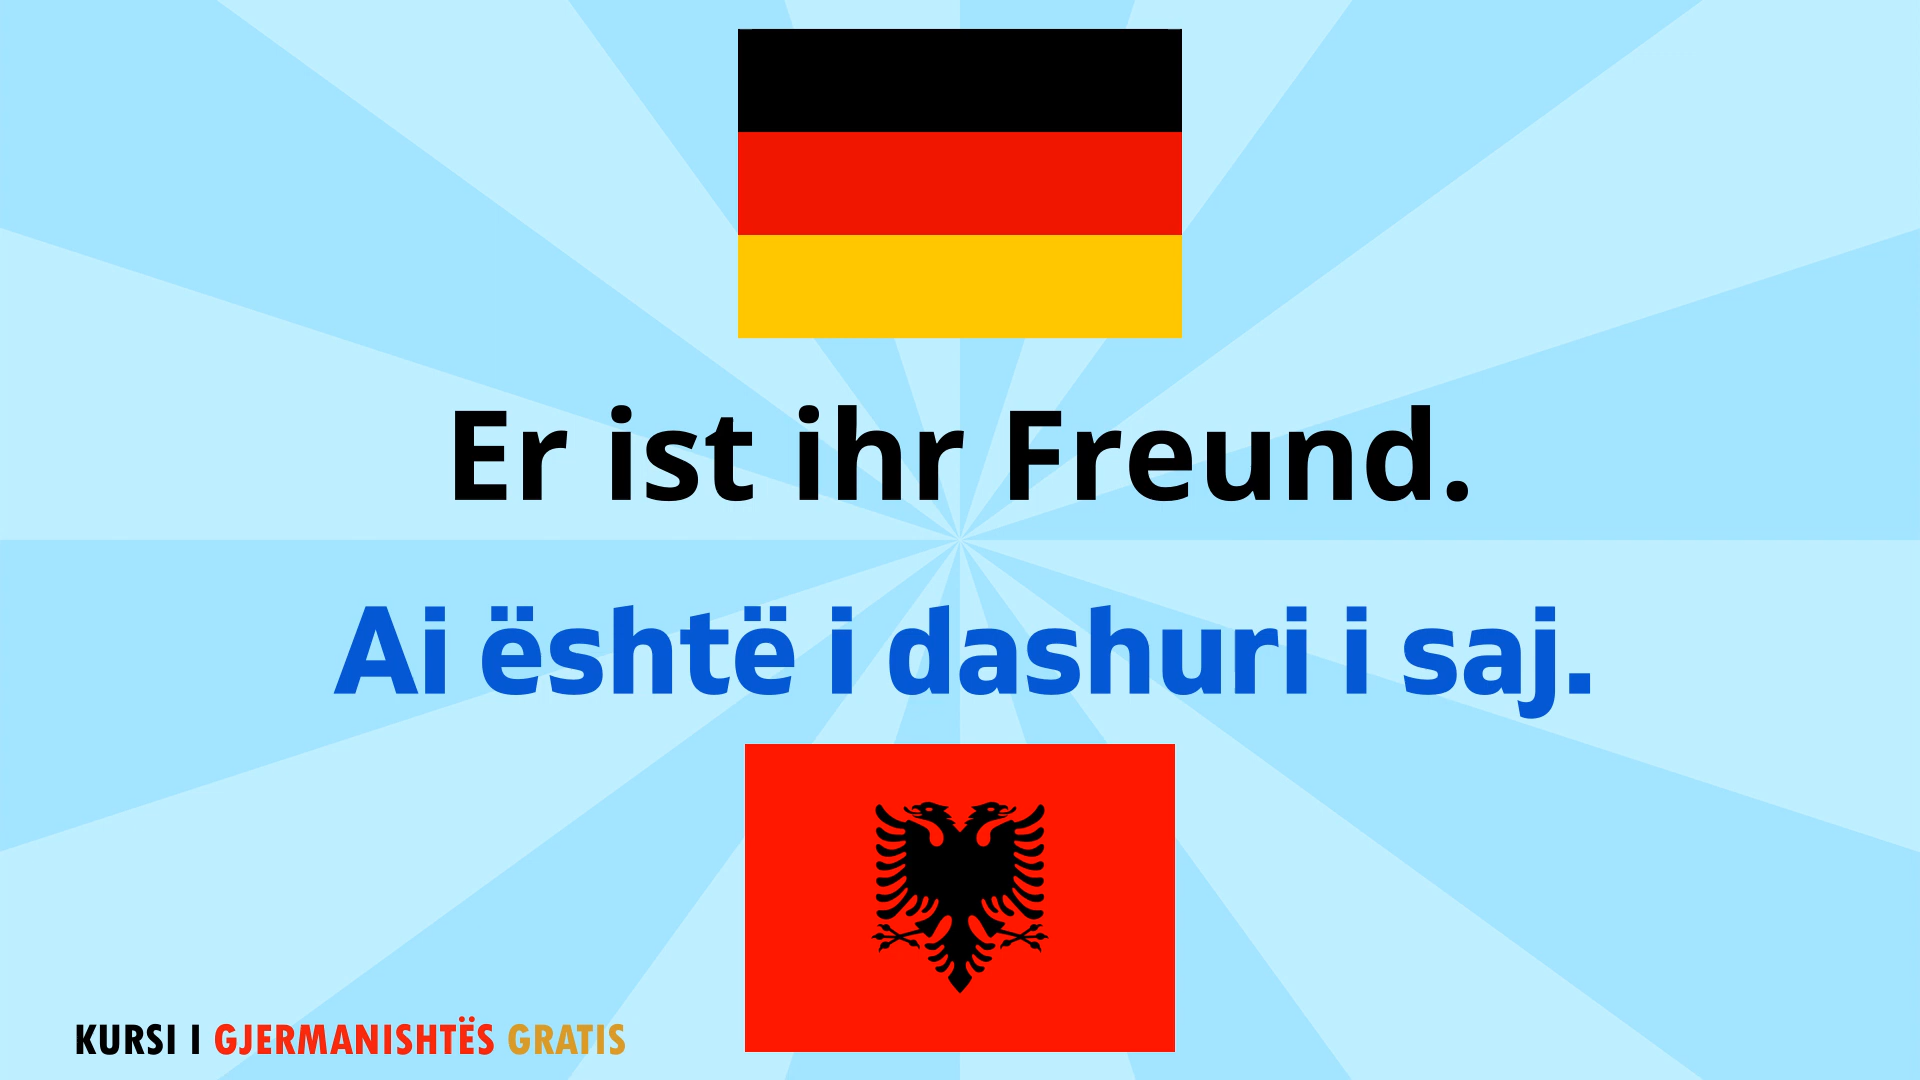 Er ist ihr Freund.
Ai është i dashuri i saj.
KURSI I GJERMANISHTËS GRATIS